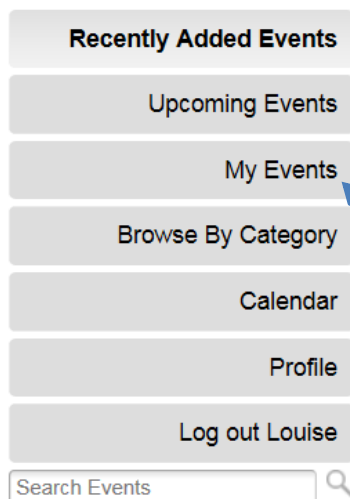 Recently Added Events
Upcoming Events
My Events
Browse By Category
Calendar
Profile
Log out Louise
Search Events